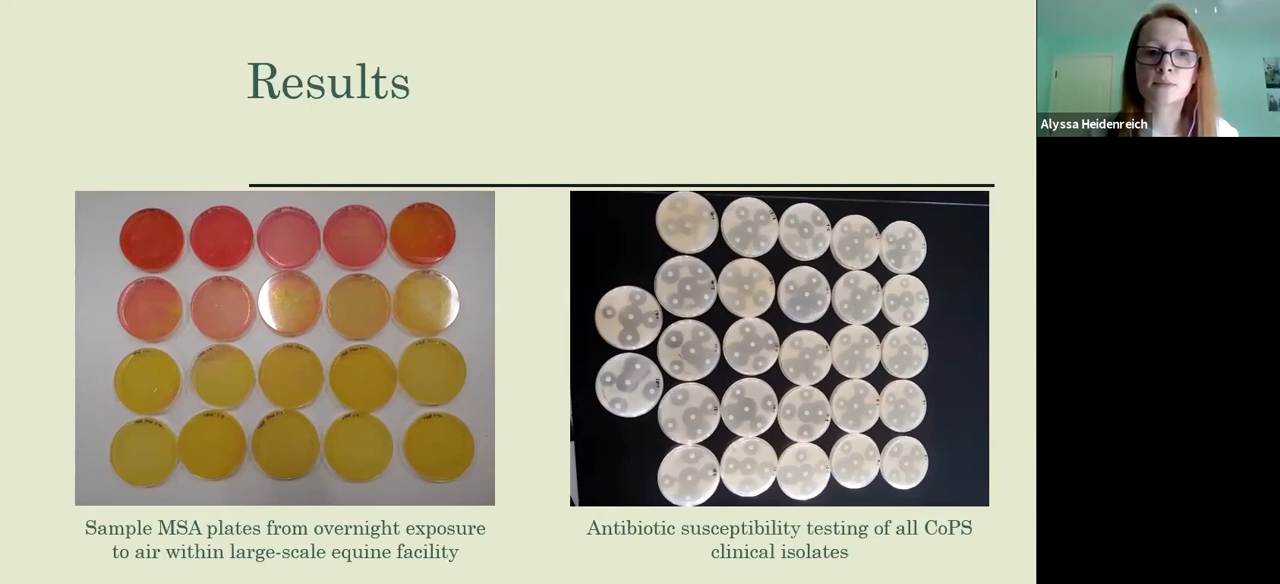 Results
Alyssa Heidenreich
Sample MSA plates from overnight exposure
to air within large-scale equine facility
Antibiotic susceptibility testing of all CoPS
clinical isolates